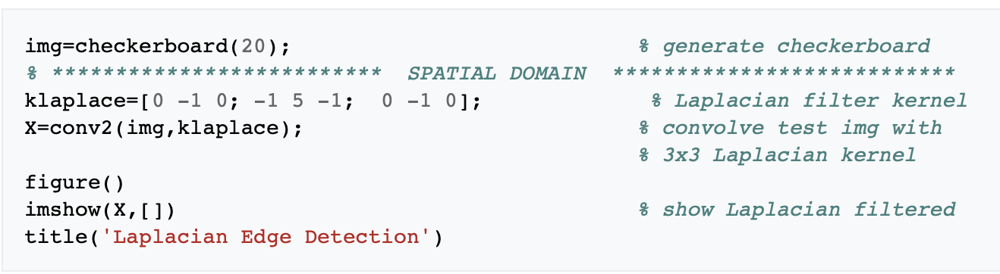 img=checkerboard(20);                            % generate checkerboard
% **************************  SPATIAL DOMAIN  ***************************
klaplace=[0 -1 0; -1 5 -1;  0 -1 0];             % Laplacian filter kernel
X=conv2(img,klaplace);                          % convolve test img with
                                                % 3x3 Laplacian kernel
figure()
imshow(X,[])                                    % show Laplacian filtered
title('Laplacian Edge Detection')